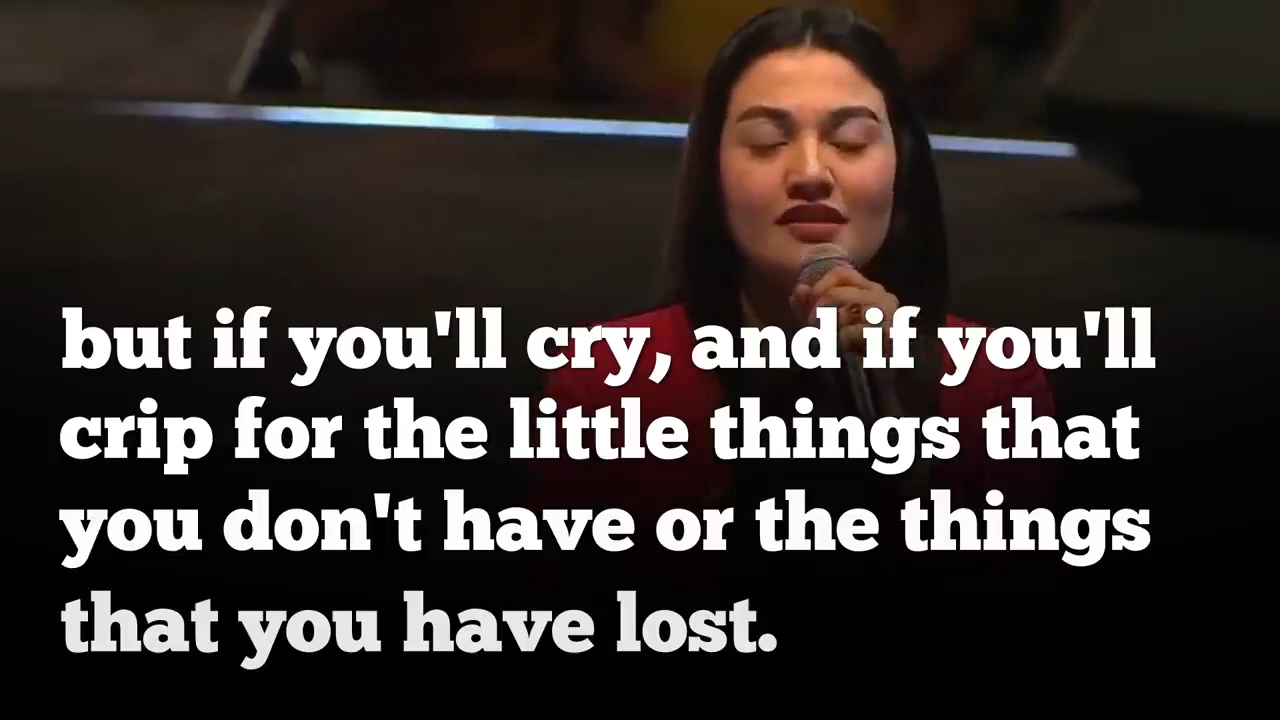 but if you'll cry, and if you'll
crip for the little things that
you don't have or the things
that you have lost.